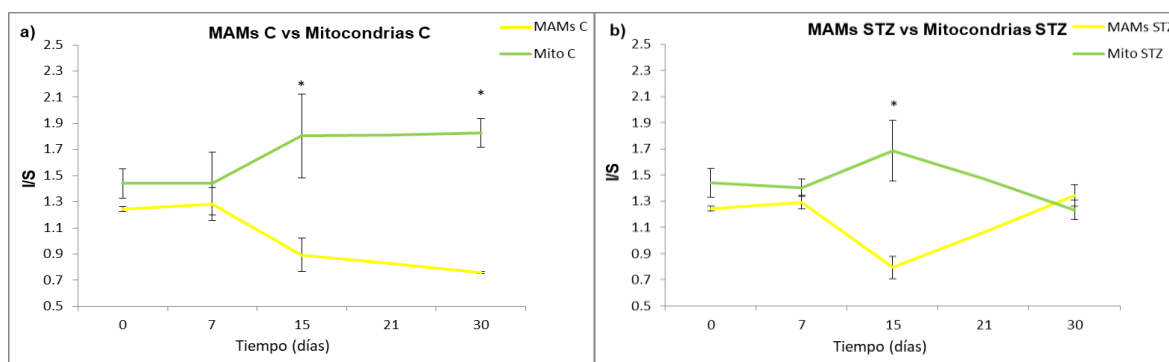 a)
MAMs C vs Mitocondrias C
MAMs C
Mito C
2.5
2.3
2.1
1.9
1.7
1.5
1.3
1.1
0.9
0.7
0.5
I/S
*
*
0 7 15 21 30
Tiempo (días)
b)
MAMs STZ vs Mitocondrias STZ
MAMs STZ
Mito STZ
2.5
2.3
2.1
1.9
1.7
1.5
1.3
1.1
0.9
0.7
0.5
I/S
*
0 7 15 21 30
Tiempo (días)